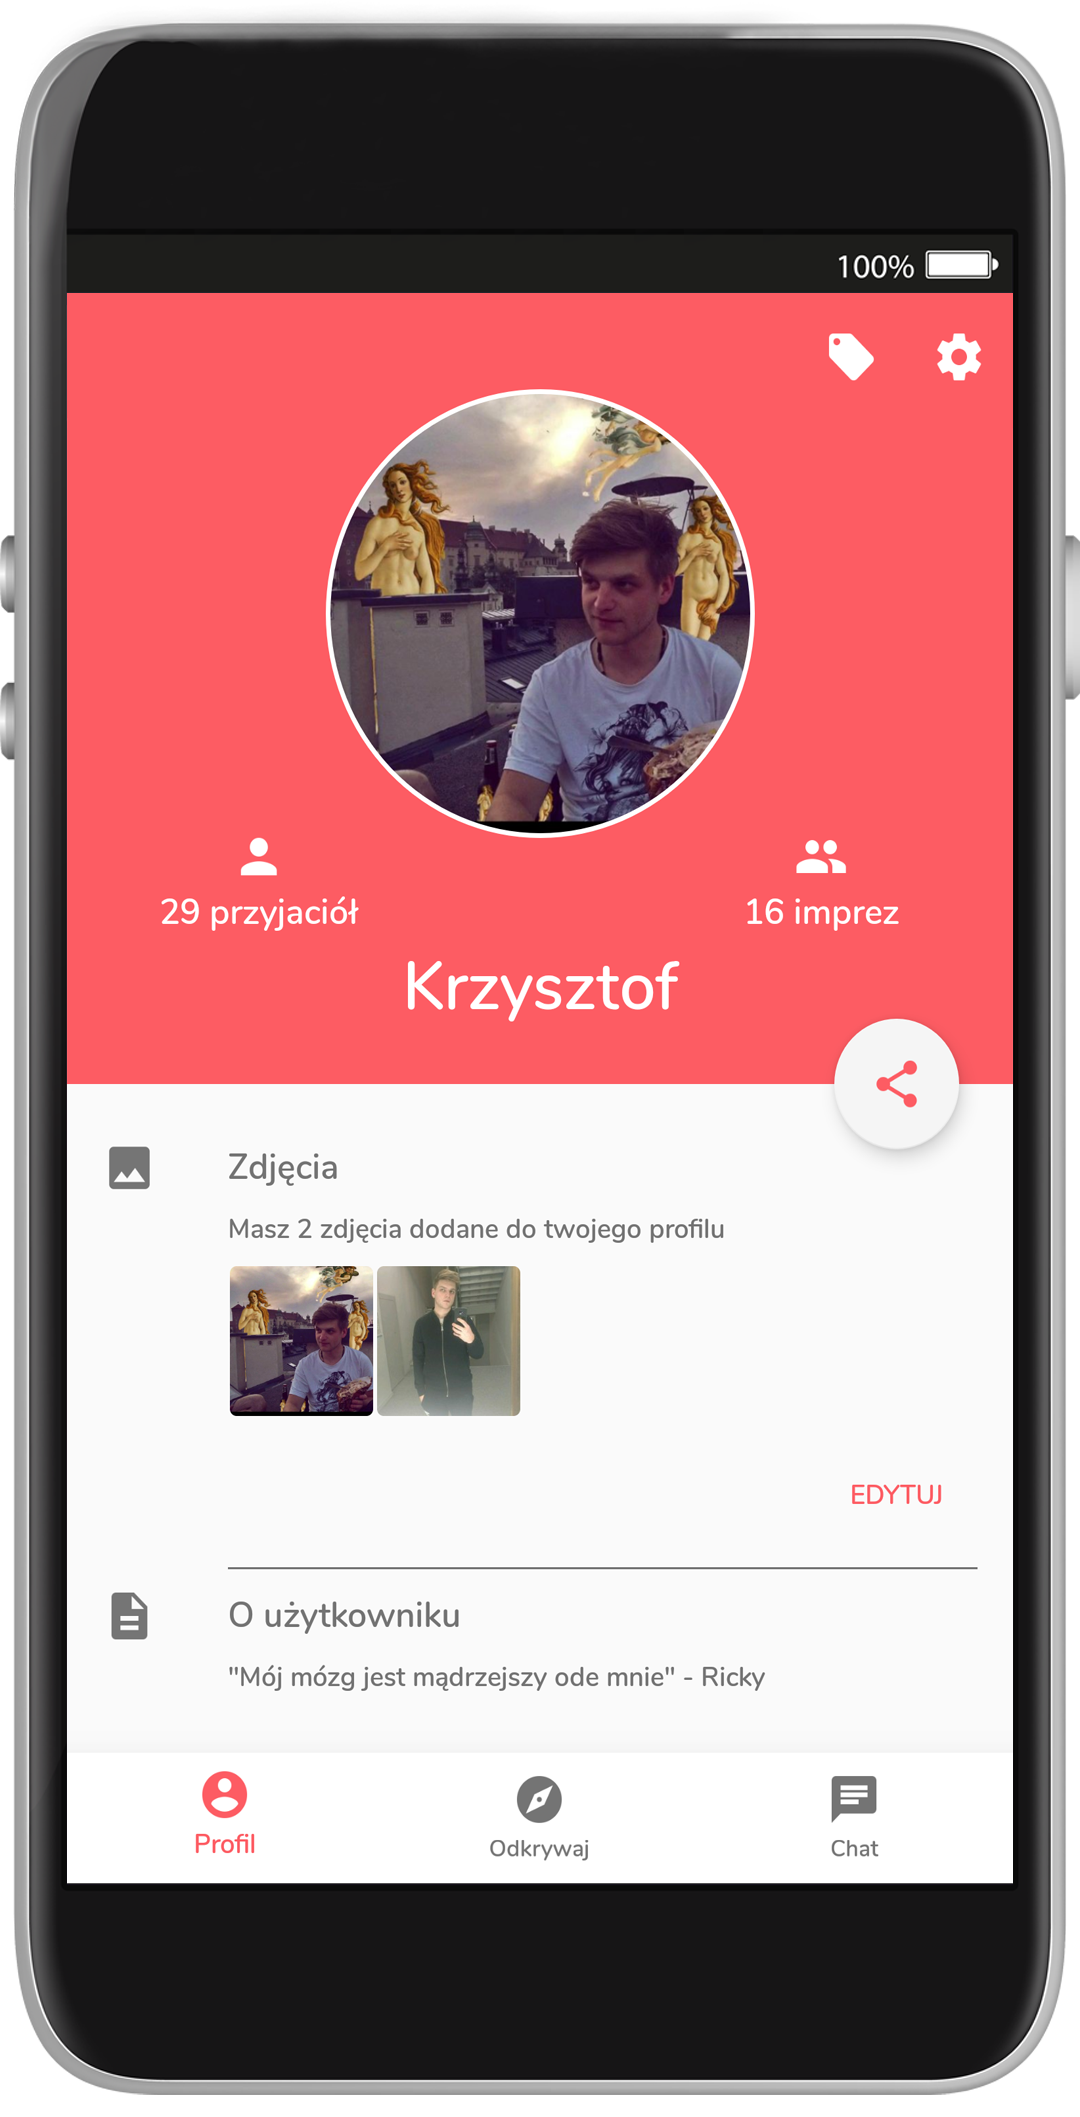 100%
29 przyjaciół
16 imprez
Krzysztof
Zdjęcia
Masz 2 zdjęcia dodane do twojego profilu
EDYTUJ
O użytkowniku
"Mój mózg jest mądrzejszy ode mnie" - Ricky
Profil
Odkrywaj
Chat